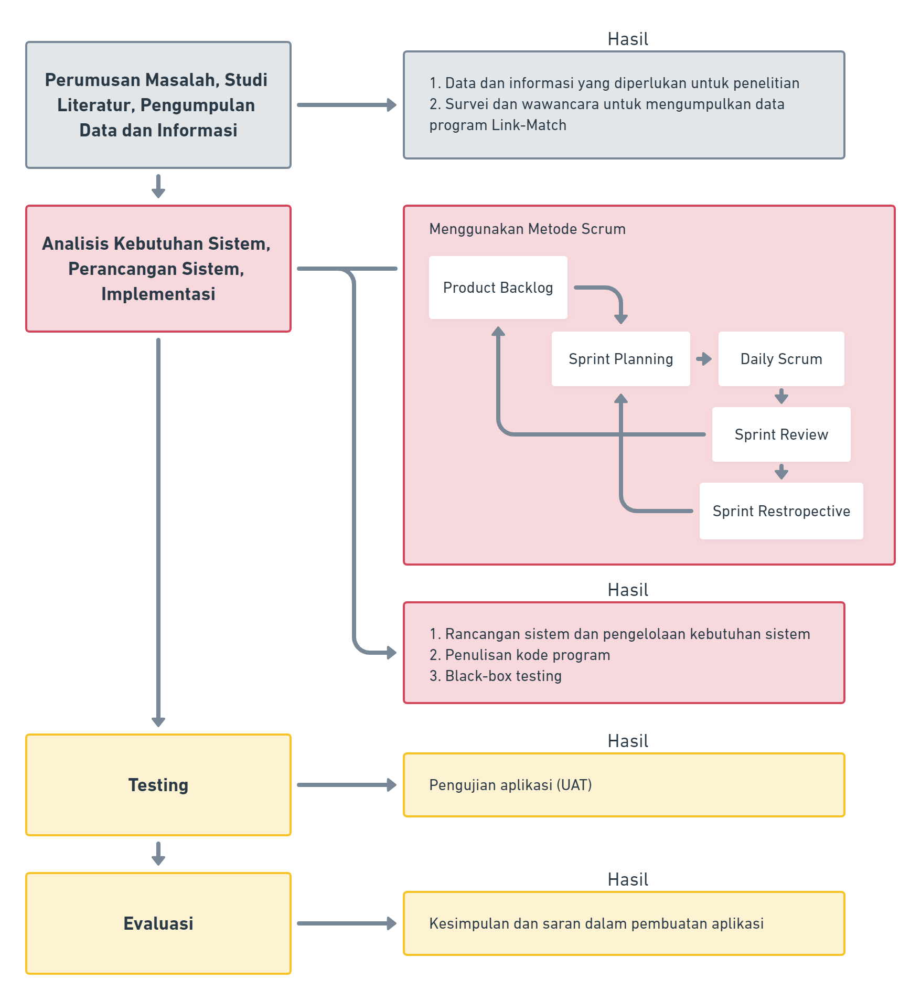 Perumusan Masalah, Studi
Literatur, Pengumpulan
Data dan Informasi
Hasil
1. Data dan informasi yang diperlukan untuk penelitian
2. Survei dan wawancara untuk mengumpulkan data
program Link-Match
Analisis Kebutuhan Sistem,
Perancangan Sistem,
Implementasi
Menggunakan Metode Scrum
Product Backlog
Sprint Planning
Daily Scrum
Sprint Review
Sprint Restropective
Hasil
1. Rancangan sistem dan pengelolaan kebutuhan sistem
2. Penulisan kode program
3. Black-box testing
Testing
Hasil
Pengujian aplikasi (UAT)
Evaluasi
Hasil
Kesimpulan dan saran dalam pembuatan aplikasi